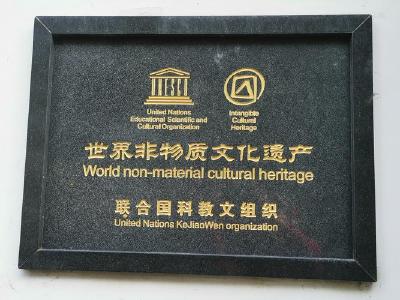 UNESCO
United Nations
Educational Scientific and
Cultural Organization
Intangible
Cultural
Heritage
世界非物质文化遗产
World non-material cultural heritage
联合国科教文组织
United Nations KeJiaoWen organization